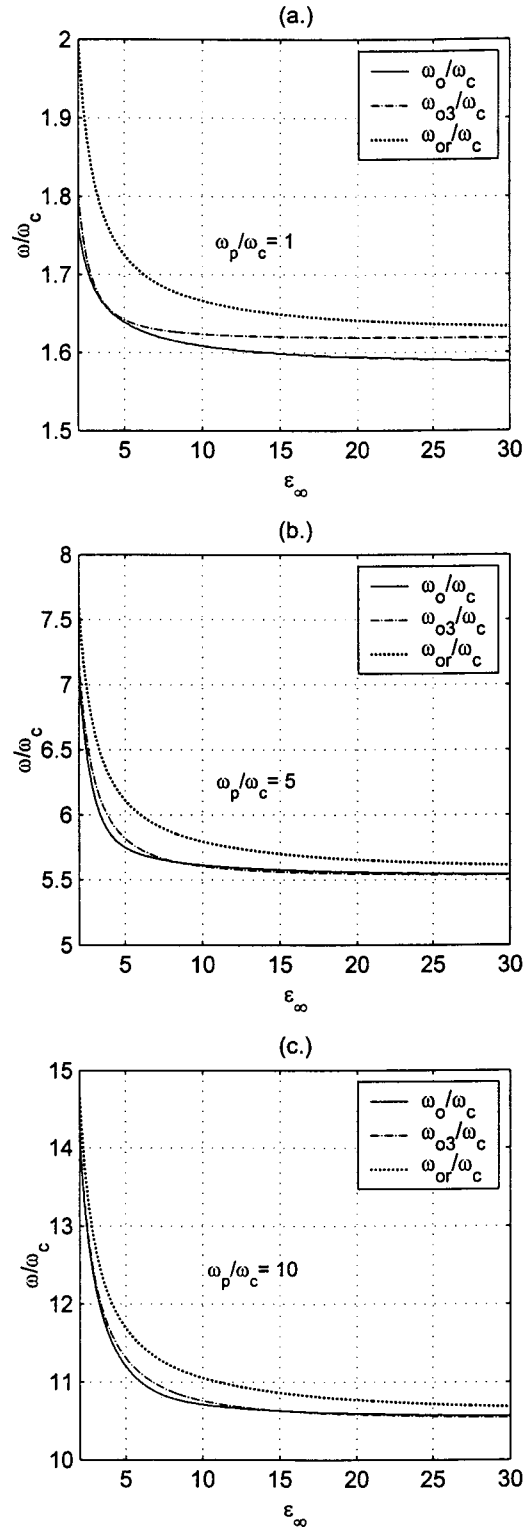 (a.)
2
1.9
1.8
1.7
1.6
1.5
ω/ω_c
ω_o/ω_c
ω_o3/ω_c
ω_or/ω_c
ω_p/ω_c = 1
5 10 15 20 25 30
ε_∞
(b.)
8
7.5
7
6.5
6
5.5
5
ω/ω_c
ω_o/ω_c
ω_o3/ω_c
ω_or/ω_c
ω_p/ω_c = 5
5 10 15 20 25 30
ε_∞
(c.)
15
14
13
12
11
10
ω/ω_c
ω_o/ω_c
ω_o3/ω_c
ω_or/ω_c
ω_p/ω_c = 10
5 10 15 20 25 30
ε_∞